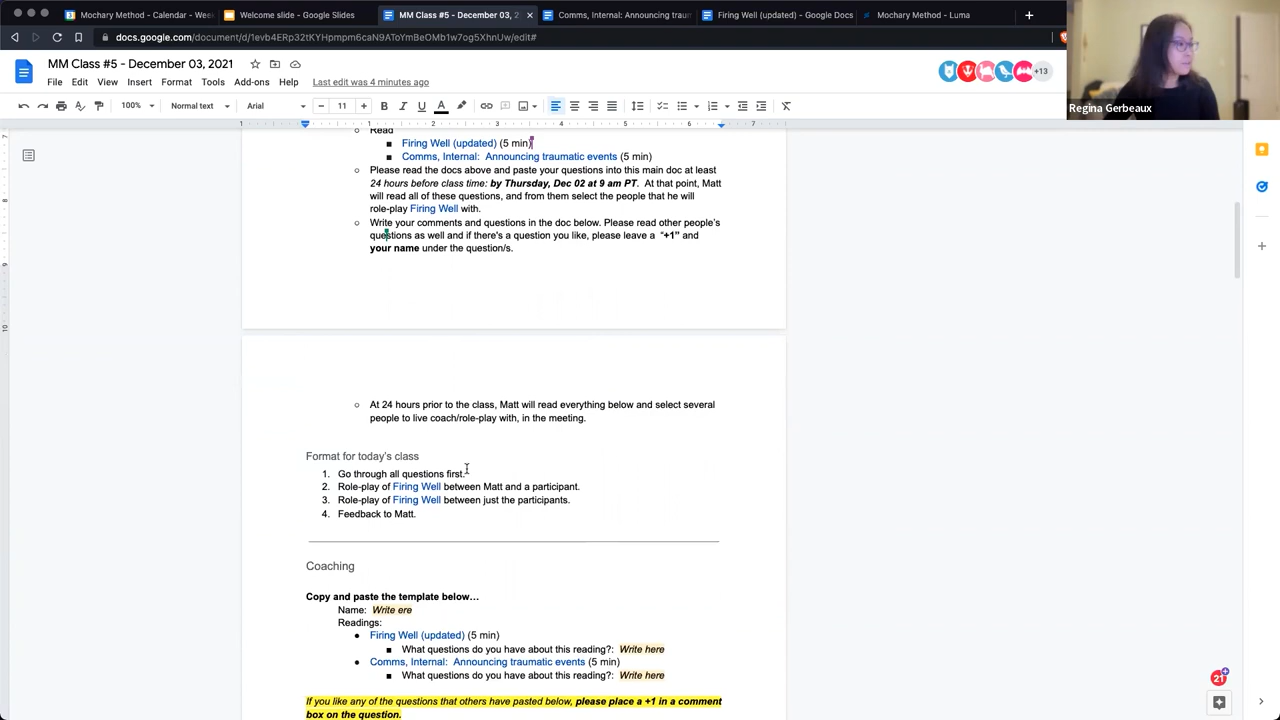 Mochary Method - Calendar - Week
Welcome slide - Google Slides
MM Class #5 - December 03, 2
Comms, Internal: Announcing traum
Firing Well (updated) - Google Docs
Mochary Method - Luma
docs.google.com/document/d/1evb4ERp32tKYHpmpm6caN9AToYmBeOMb1w7og5XhnUw/edit#
MM Class #5 - December 03, 2021
File Edit View Insert Format Tools Add-ons Help Last edit was 4 minutes ago
+13
100% Normal text Arial 11
Regina Gerbeaux
1 1 2 3 4 5 6 7
Read
Firing Well (updated) (5 min)
Comms, Internal: Announcing traumatic events (5 min)
Please read the docs above and paste your questions into this main doc at least
24 hours before class time: by Thursday, Dec 02 at 9 am PT. At that point, Matt
will read all of these questions, and from them select the people that he will
role-play Firing Well with.
Write your comments and questions in the doc below. Please read other people's
questions as well and if there's a question you like, please leave a "+1" and
your name under the question/s.
At 24 hours prior to the class, Matt will read everything below and select several
people to live coach/role-play with, in the meeting.
Format for today's class
1. Go through all questions first.
2. Role-play of Firing Well between Matt and a participant.
3. Role-play of Firing Well between just the participants.
4. Feedback to Matt.
Coaching
Copy and paste the template below…
Name: Write ere
Readings:
Firing Well (updated) (5 min)
What questions do you have about this reading?: Write here
Comms, Internal: Announcing traumatic events (5 min)
What questions do you have about this reading?: Write here
If you like any of the questions that others have pasted below, please place a +1 in a comment
box on the question.
21